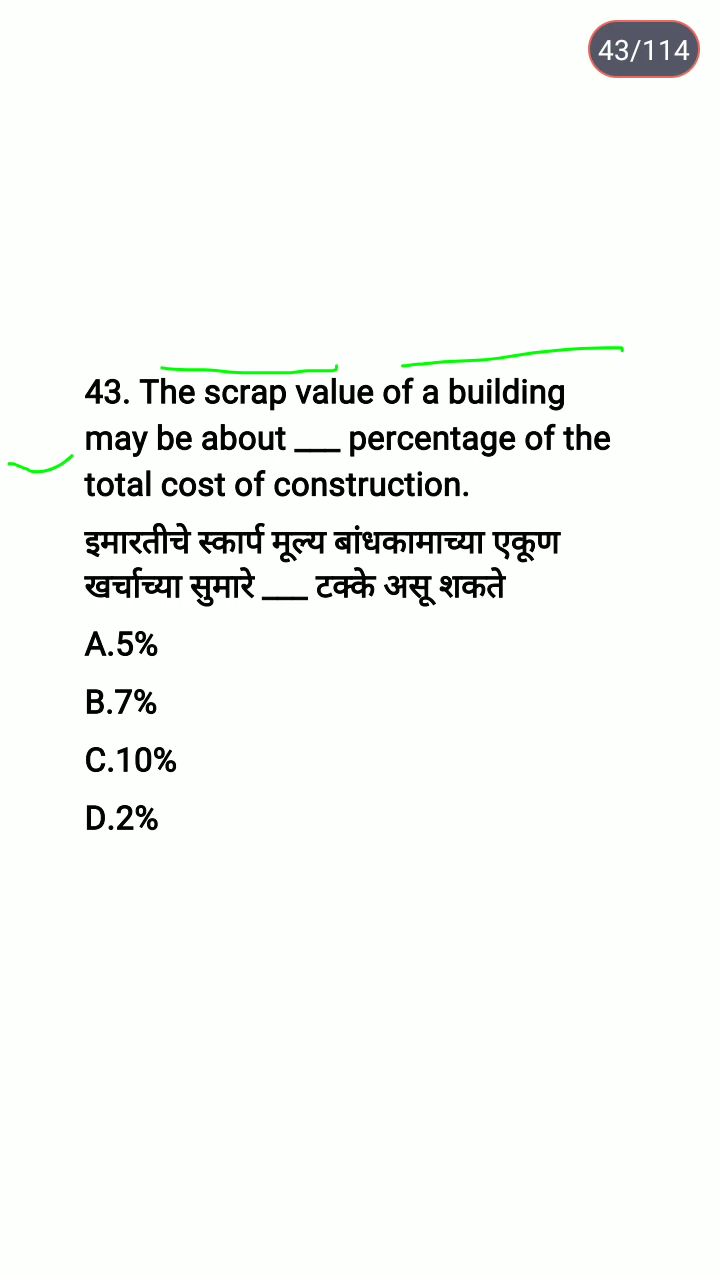 43/114
43. The scrap value of a building
may be about ___ percentage of the
total cost of construction.
इमारतीचे स्कार्प मूल्य बांधकामाच्या एकूण
खर्चाच्या सुमारे ___ टक्के असू शकते
A.5%
B.7%
C.10%
D.2%